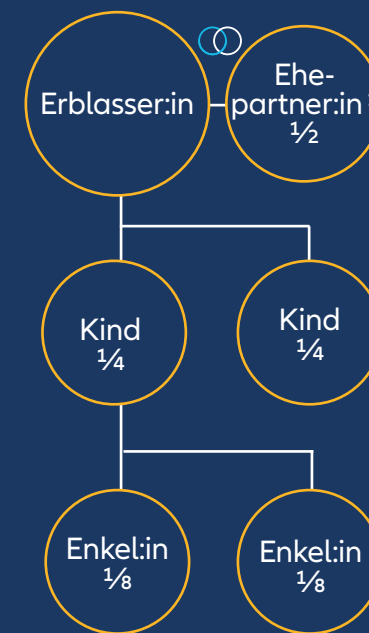 Erblasser:in
Ehe-
partner:in
½
Kind
¼
Kind
¼
Enkel:in
⅛
Enkel:in
⅛